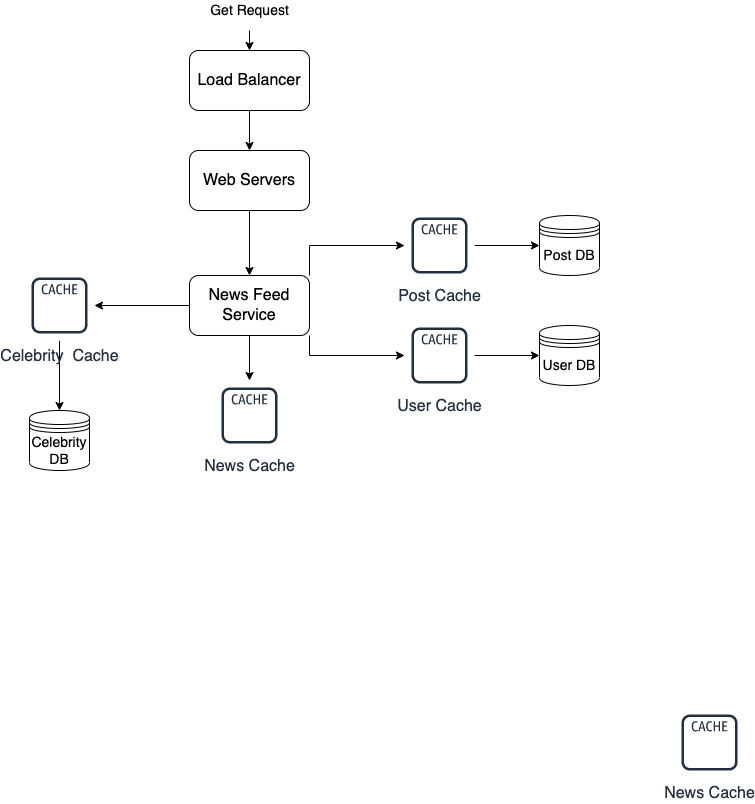 Get Request
Load Balancer
Web Servers
CACHE
Post DB
Post Cache
CACHE
Celebrity Cache
News Feed
Service
CACHE
User DB
User Cache
CACHE
News Cache
Celebrity
DB
CACHE
News Cache